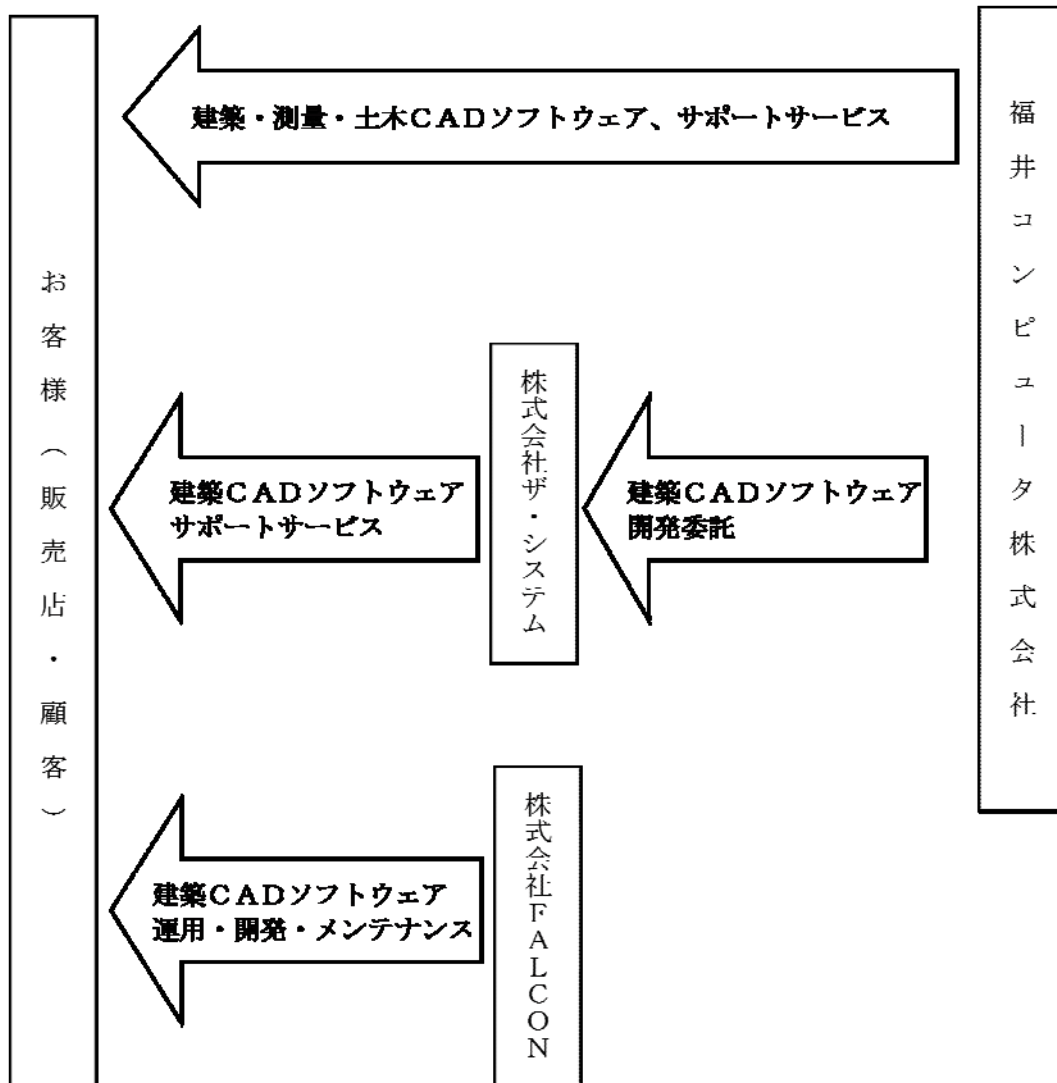 建築・測量・土木CADソフトウェア、サポートサービス
福井コンピュータ株式会社
お客様(販売店・顧客)
株式会社ザ・システム
建築CADソフトウェア
サポートサービス
建築CADソフトウェア
開発委託
株式会社FALCON
建築CADソフトウェア
運用・開発・メンテナンス